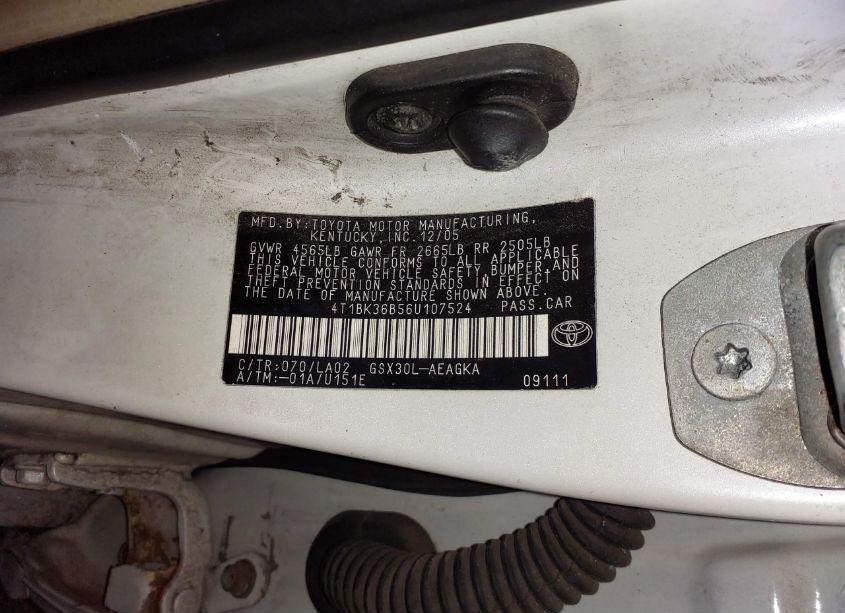 MFD.BY:TOYOTA MOTOR MANUFACTURING,
KENTUCKY,INC.12/05
GVWR 4565LB GAWR FR 2665LB RR 2505LB
THIS VEHICLE CONFORMS TO ALL APPLICABLE
FEDERAL MOTOR VEHICLE SAFETY,BUMPER,AND
THEFT PREVENTION STANDARDS IN EFFECT ON
THE DATE OF MANUFACTURE SHOWN ABOVE.
4T1BK36B56U107524 PASS.CAR
C/TR:070/LA02 GSX30L-AEAGKA
A/TM:-01A/U151E 09111